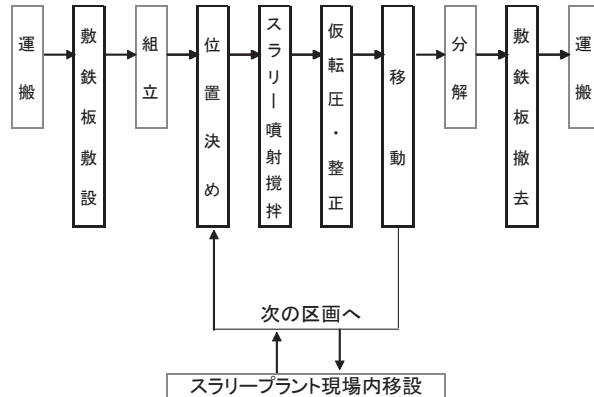 運搬
敷鉄板敷設
組立
位置決め
スラリー噴射撹拌
仮転圧・整正
移動
分解
敷鉄板撤去
運搬
次の区画へ
スラリープラント現場内移設